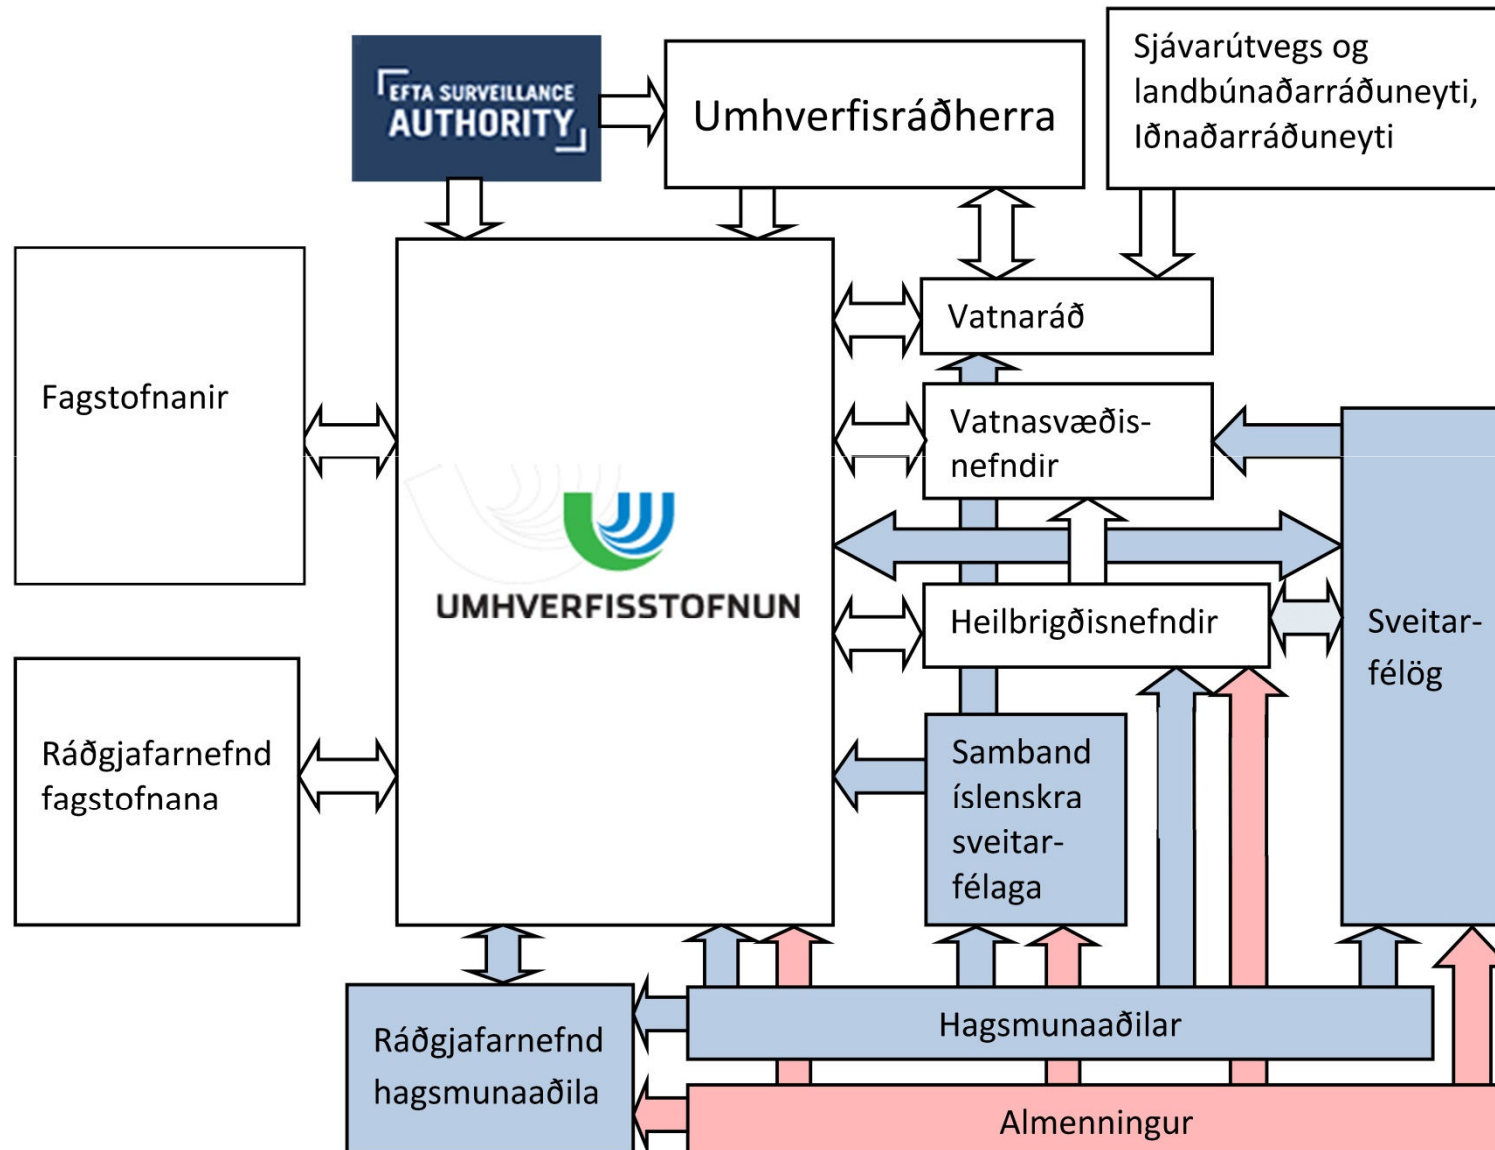 EFTA SURVEILLANCE
AUTHORITY
Umhverfisráðherra
Sjávarútvegs og
landbúnaðarráðuneyti,
Iðnaðarráðuneyti
Fagstofnanir
Vatnaráð
Vatnasvæðis-
nefndir
UMHVERFISSTOFNUN
Heilbrigðisnefndir
Sveitar-
félög
Ráðgjafarnefnd
fagstofnana
Samband
íslenskra
sveitar-
félaga
Ráðgjafarnefnd
hagsmunaaðila
Hagsmunaaðilar
Almenningur